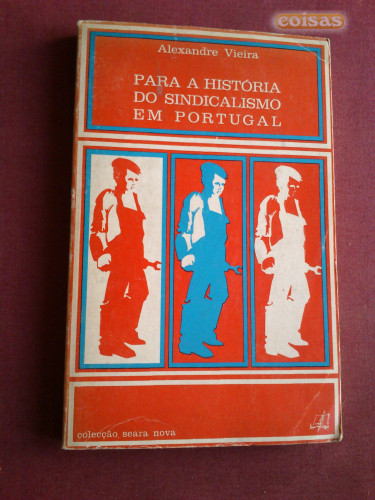 coisas
Alexandre Vieira
PARA A HISTÓRIA
DO SINDICALISMO
EM PORTUGAL
colecção seara nova